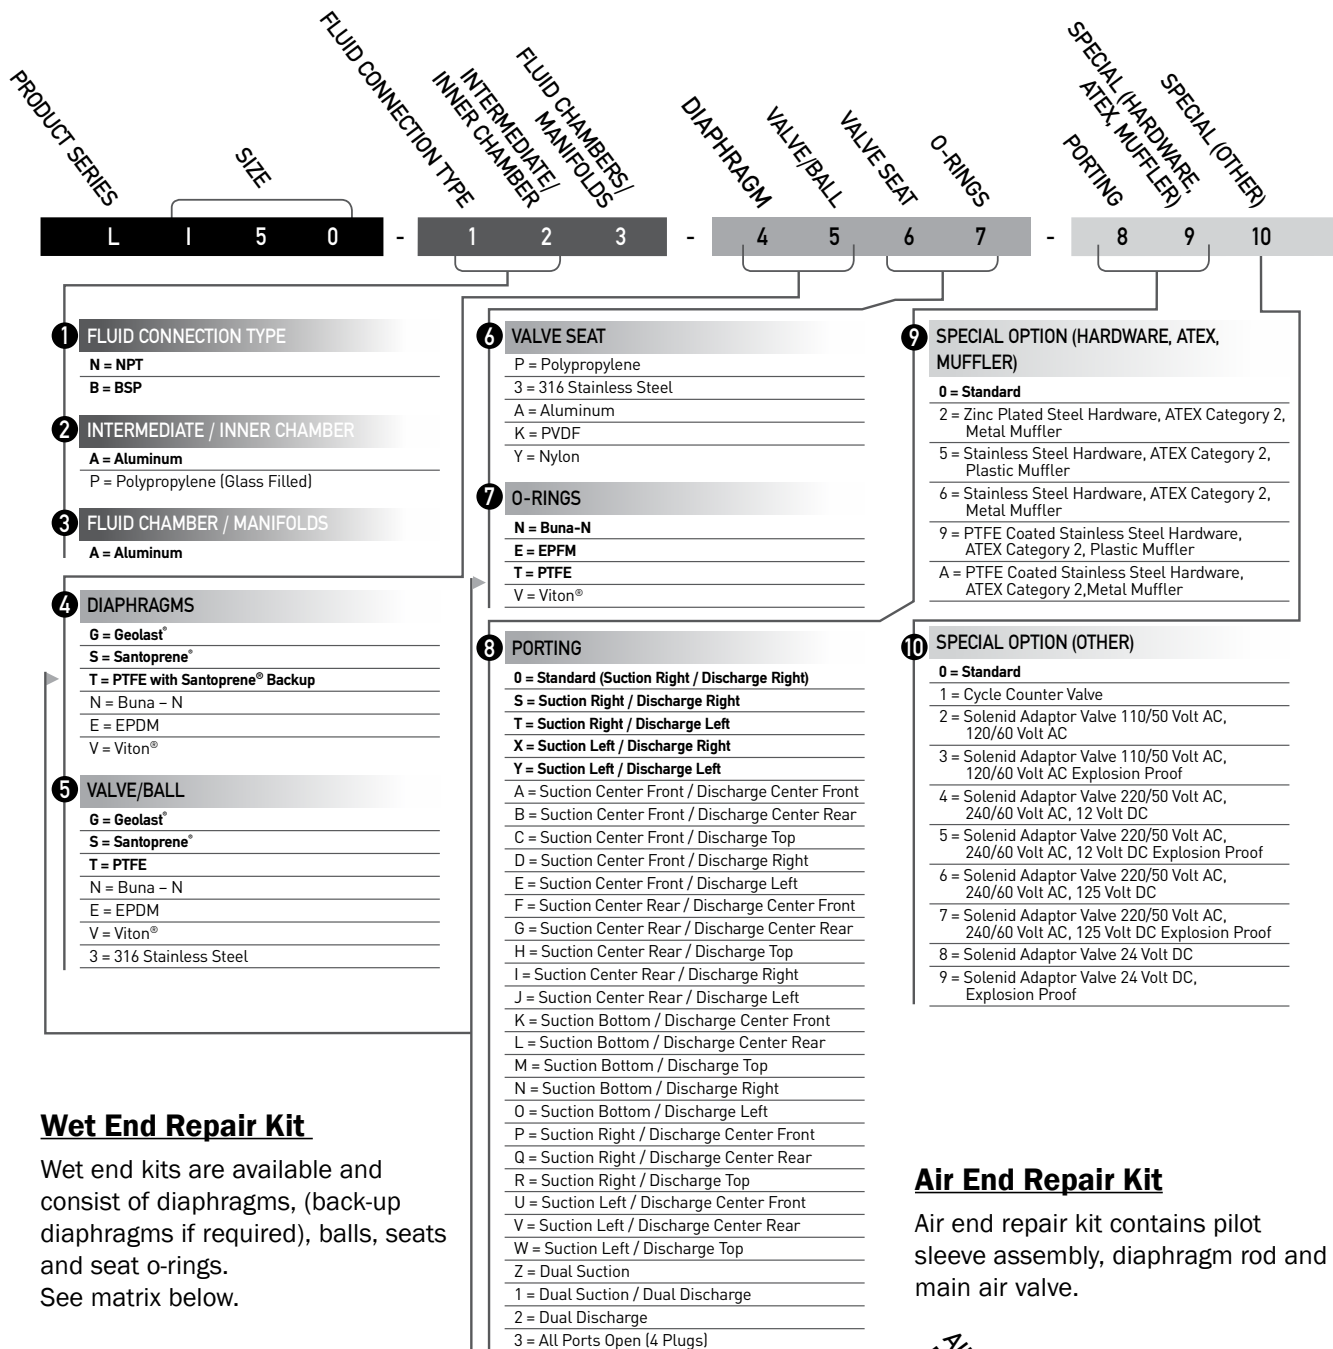 PRODUCT SERIES
SIZE
FLUID CONNECTION TYPE
INTERMEDIATE/
INNER CHAMBER
FLUID CHAMBERS/
MANIFOLDS
DIAPHRAGM
VALVE/BALL
VALVE SEAT
O-RINGS
PORTING
SPECIAL (HARDWARE,
ATEX, MUFFLER)
SPECIAL (OTHER)
L I 5 0 - 1 2 3 - 4 5 6 7 - 8 9 10
1 FLUID CONNECTION TYPE
N = NPT
B = BSP
2 INTERMEDIATE / INNER CHAMBER
A = Aluminum
P = Polypropylene (Glass Filled)
3 FLUID CHAMBER / MANIFOLDS
A = Aluminum
4 DIAPHRAGMS
G = Geolast®
S = Santoprene®
T = PTFE with Santoprene® Backup
N = Buna – N
E = EPDM
V = Viton®
5 VALVE/BALL
G = Geolast®
S = Santoprene®
T = PTFE
N = Buna – N
E = EPDM
V = Viton®
3 = 316 Stainless Steel
6 VALVE SEAT
P = Polypropylene
3 = 316 Stainless Steel
A = Aluminum
K = PVDF
Y = Nylon
7 O-RINGS
N = Buna-N
E = EPFM
T = PTFE
V = Viton®
8 PORTING
0 = Standard (Suction Right / Discharge Right)
S = Suction Right / Discharge Right
T = Suction Right / Discharge Left
X = Suction Left / Discharge Right
Y = Suction Left / Discharge Left
A = Suction Center Front / Discharge Center Front
B = Suction Center Front / Discharge Center Rear
C = Suction Center Front / Discharge Top
D = Suction Center Front / Discharge Right
E = Suction Center Front / Discharge Left
F = Suction Center Rear / Discharge Center Front
G = Suction Center Rear / Discharge Center Rear
H = Suction Center Rear / Discharge Top
I = Suction Center Rear / Discharge Right
J = Suction Center Rear / Discharge Left
K = Suction Bottom / Discharge Center Front
L = Suction Bottom / Discharge Center Rear
M = Suction Bottom / Discharge Top
N = Suction Bottom / Discharge Right
O = Suction Bottom / Discharge Left
P = Suction Right / Discharge Center Front
Q = Suction Right / Discharge Center Rear
R = Suction Right / Discharge Top
U = Suction Left / Discharge Center Front
V = Suction Left / Discharge Center Rear
W = Suction Left / Discharge Top
Z = Dual Suction
1 = Dual Suction / Dual Discharge
2 = Dual Discharge
3 = All Ports Open (4 Plugs)
9 SPECIAL OPTION (HARDWARE, ATEX,
MUFFLER)
0 = Standard
2 = Zinc Plated Steel Hardware, ATEX Category 2,
Metal Muffler
5 = Stainless Steel Hardware, ATEX Category 2,
Plastic Muffler
6 = Stainless Steel Hardware, ATEX Category 2,
Metal Muffler
9 = PTFE Coated Stainless Steel Hardware,
ATEX Category 2, Plastic Muffler
A = PTFE Coated Stainless Steel Hardware,
ATEX Category 2,Metal Muffler
10 SPECIAL OPTION (OTHER)
0 = Standard
1 = Cycle Counter Valve
2 = Solenid Adaptor Valve 110/50 Volt AC,
120/60 Volt AC
3 = Solenid Adaptor Valve 110/50 Volt AC,
120/60 Volt AC Explosion Proof
4 = Solenid Adaptor Valve 220/50 Volt AC,
240/60 Volt AC, 12 Volt DC
5 = Solenid Adaptor Valve 220/50 Volt AC,
240/60 Volt AC, 12 Volt DC Explosion Proof
6 = Solenid Adaptor Valve 220/50 Volt AC,
240/60 Volt AC, 125 Volt DC
7 = Solenid Adaptor Valve 220/50 Volt AC,
240/60 Volt AC, 125 Volt DC Explosion Proof
8 = Solenid Adaptor Valve 24 Volt DC
9 = Solenid Adaptor Valve 24 Volt DC,
Explosion Proof
Wet End Repair Kit
Wet end kits are available and
consist of diaphragms, (back-up
diaphragms if required), balls, seats
and seat o-rings.
See matrix below.
Air End Repair Kit
Air end repair kit contains pilot
sleeve assembly, diaphragm rod and
main air valve.